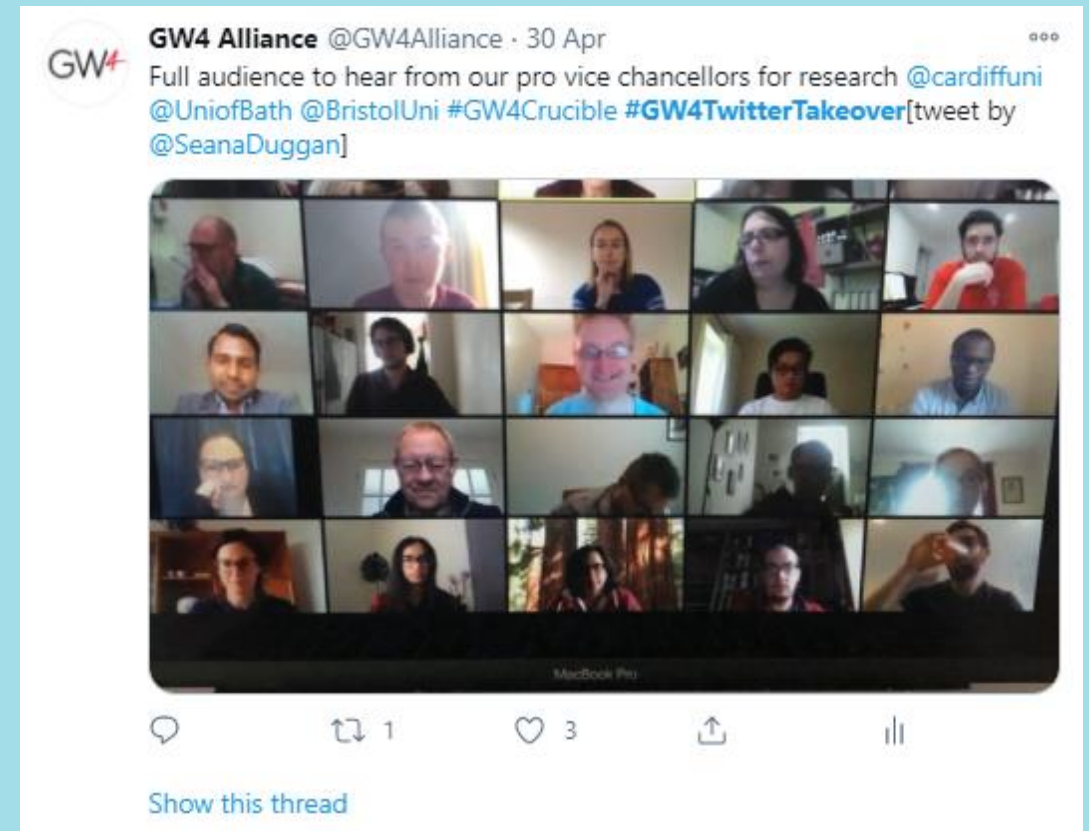 GW4 Alliance @GW4Alliance · 30 Apr
GW4
Full audience to hear from our pro vice chancellors for research @cardiffuni
@UniofBath @BristolUni #GW4Crucible #GW4TwitterTakeover[tweet by
@SeanaDuggan]
MacBook Pro
1
3
Show this thread